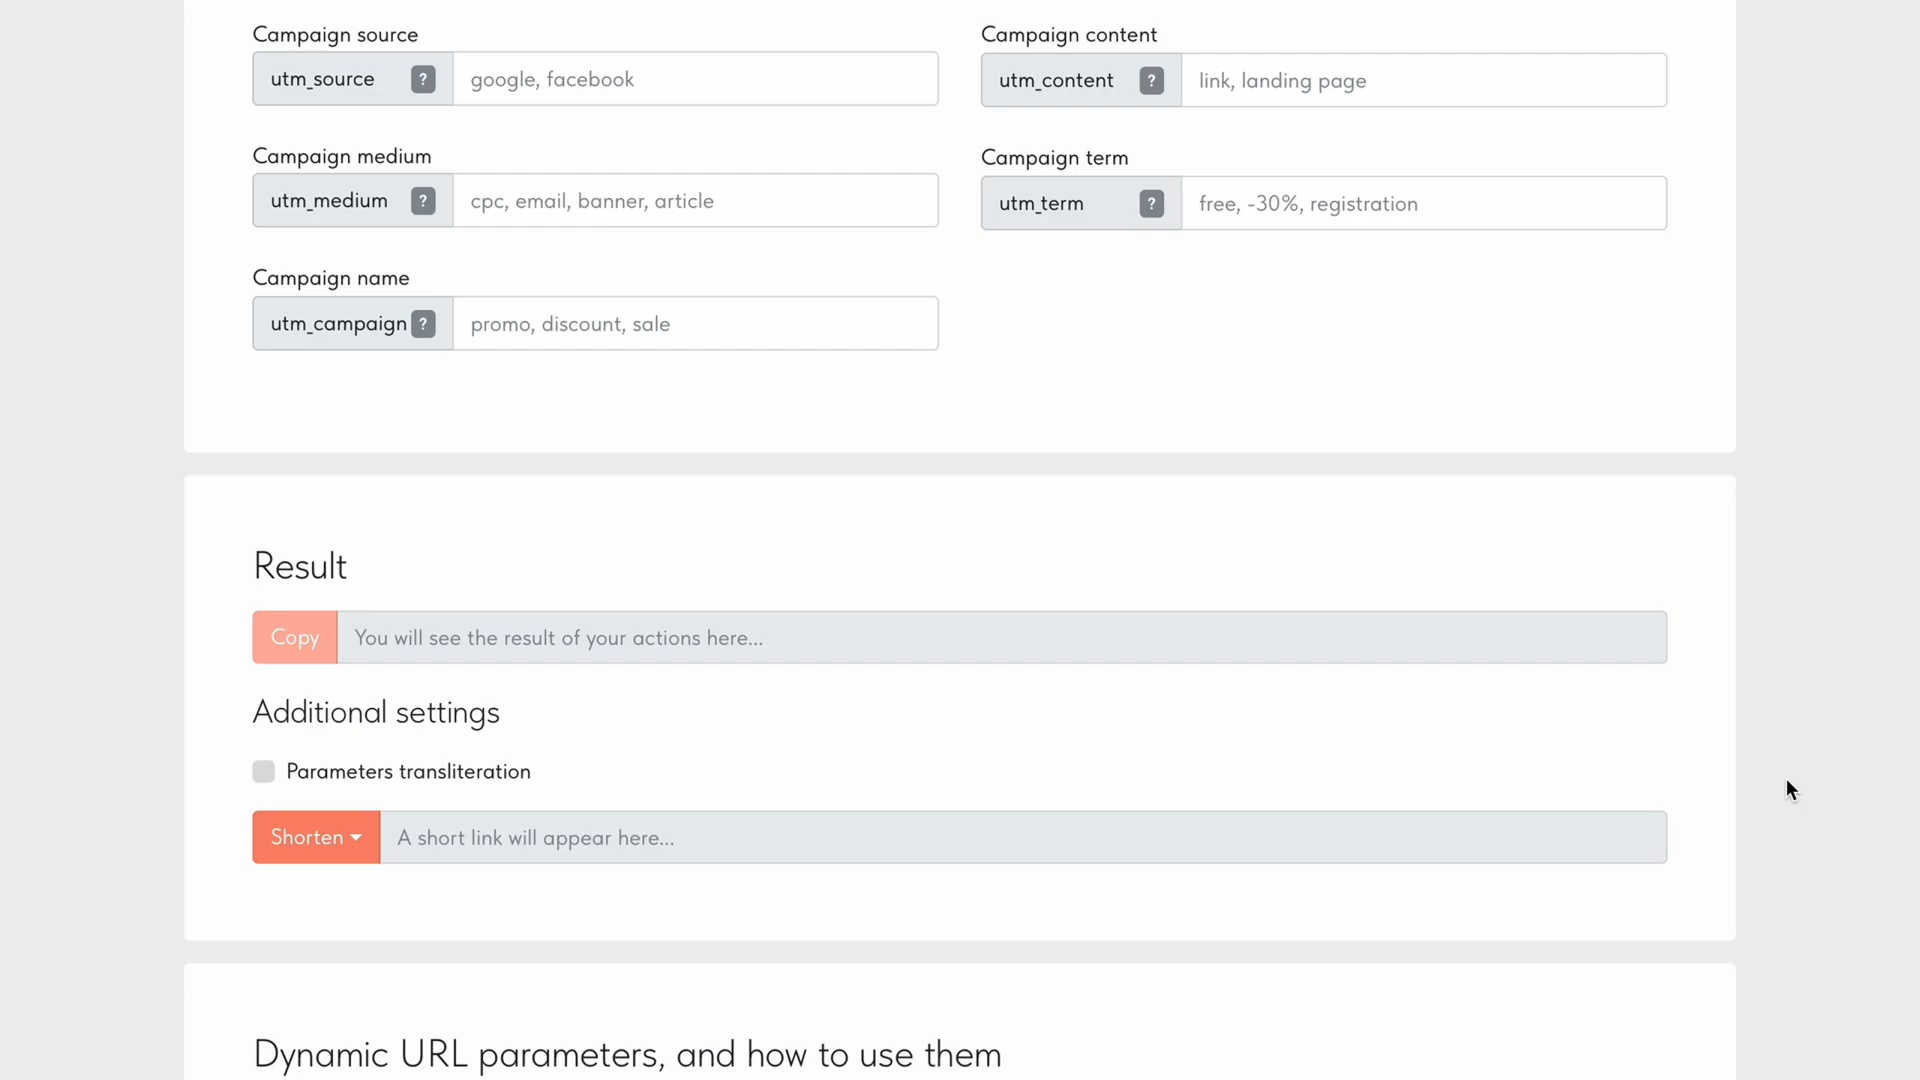 Campaign source
utm_source ? google, facebook
Campaign medium
utm_medium ? cpc, email, banner, article
Campaign name
utm_campaign ? promo, discount, sale
Campaign content
utm_content ? link, landing page
Campaign term
utm_term ? free, -30%, registration
Result
Copy You will see the result of your actions here...
Additional settings
Parameters transliteration
Shorten A short link will appear here...
Dynamic URL parameters, and how to use them